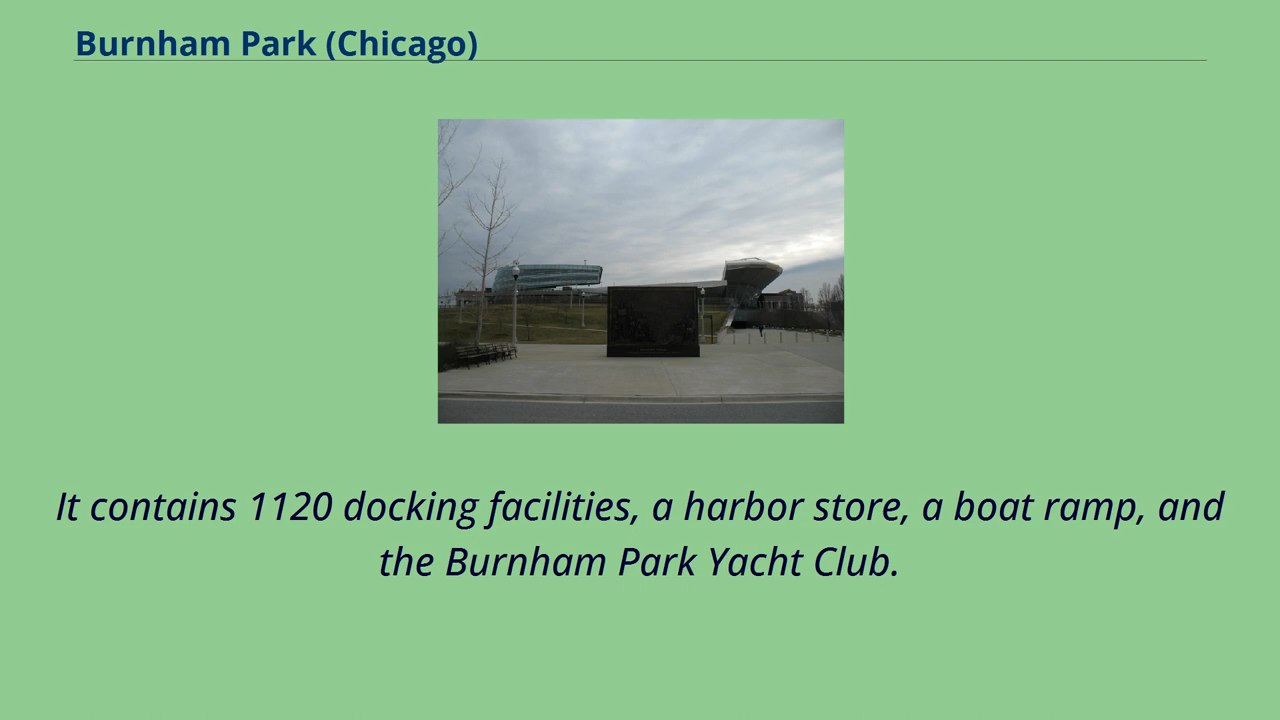 Burnham Park (Chicago)
It contains 1120 docking facilities, a harbor store, a boat ramp, and
the Burnham Park Yacht Club.